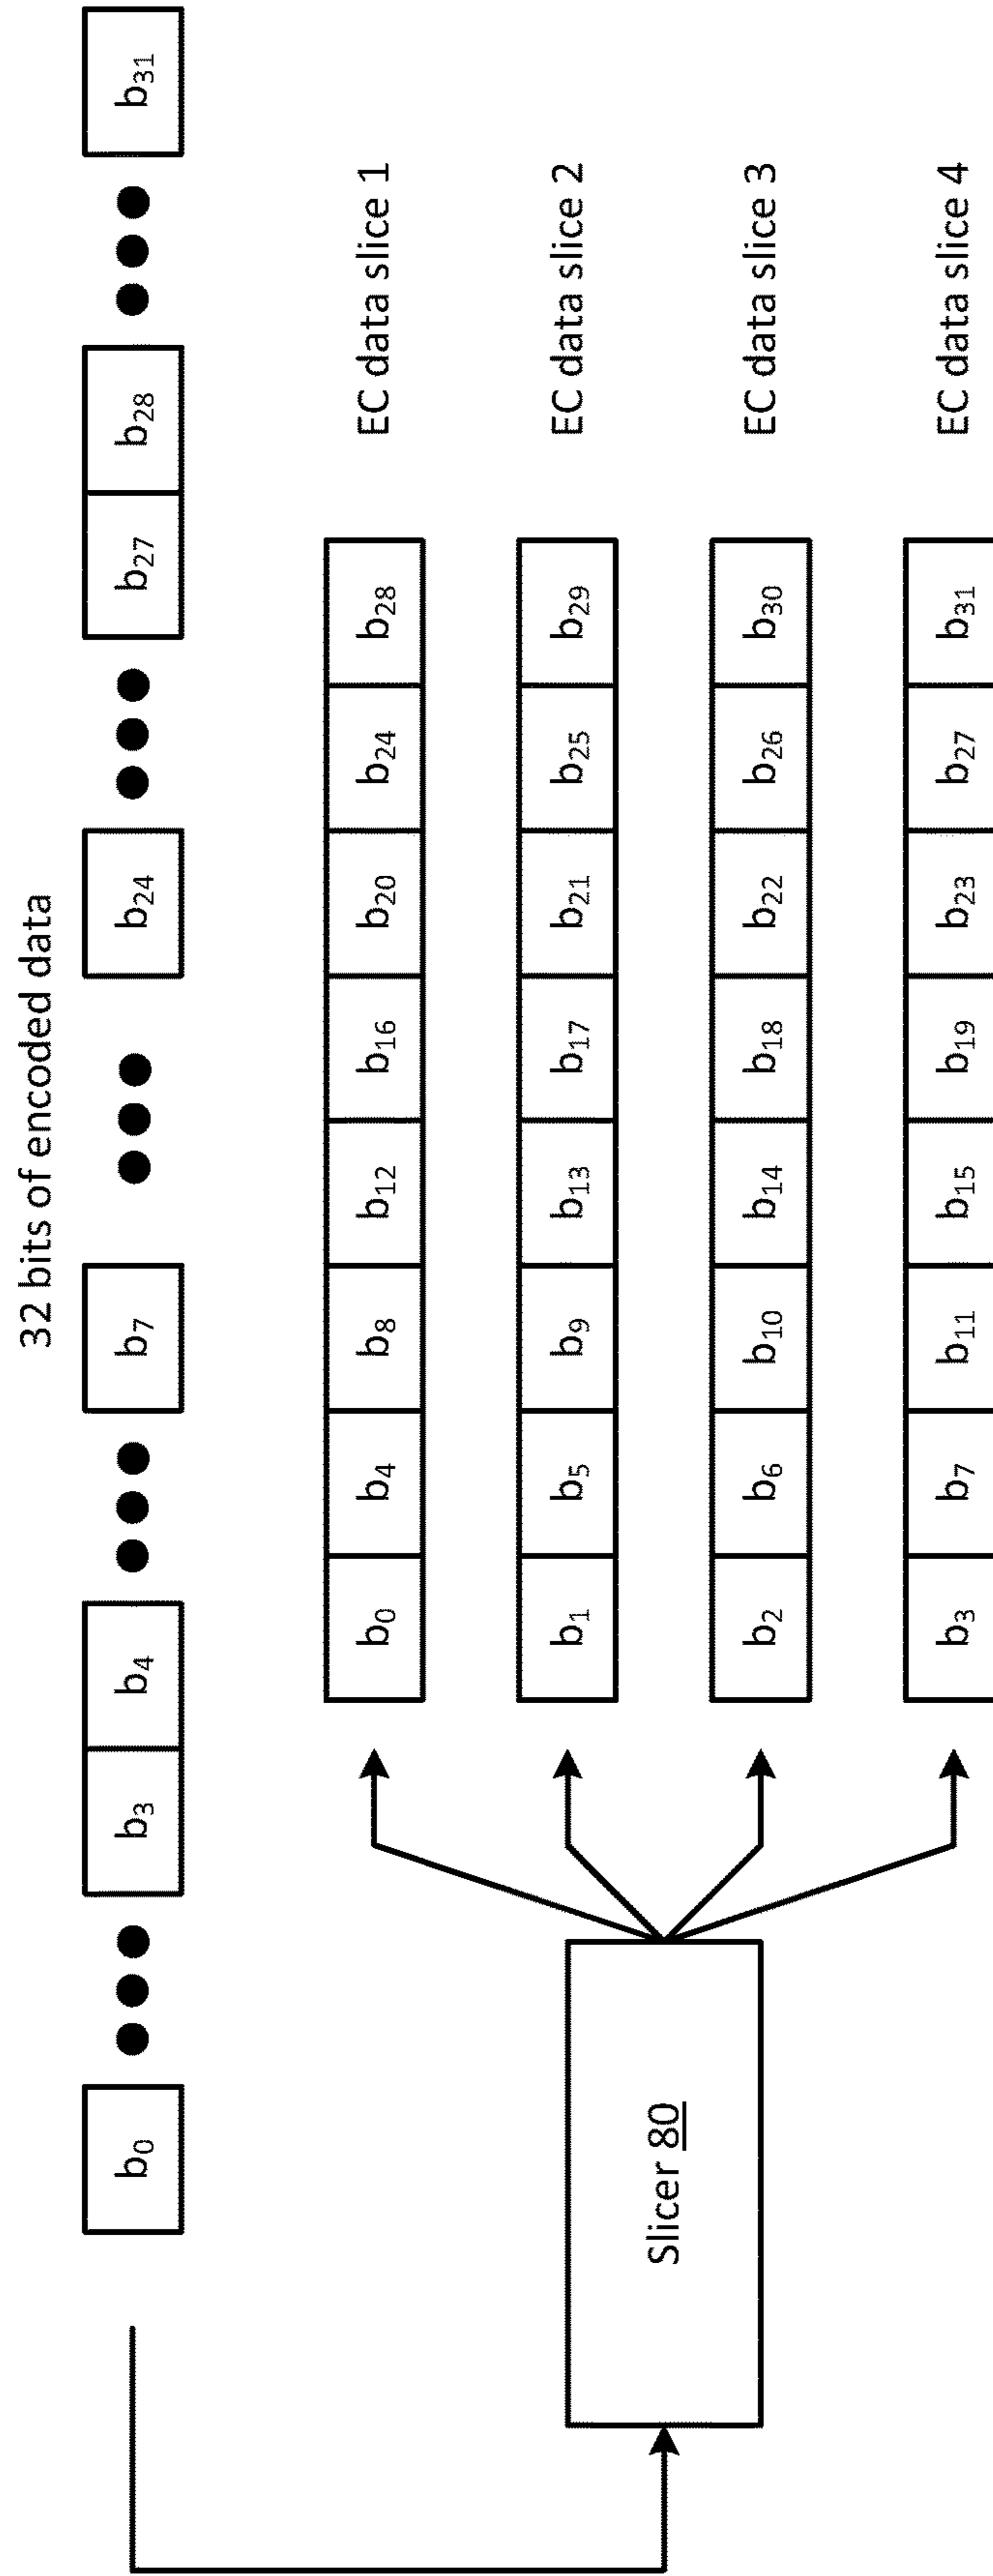 32 bits of encoded data
b0 b3 b4 b7 b24 b27 b28 b31
b0 b4 b8 b12 b16 b20 b24 b28 EC data slice 1
b1 b5 b9 b13 b17 b21 b25 b29 EC data slice 2
Slicer 80
b2 b6 b10 b14 b18 b22 b26 b30 EC data slice 3
b3 b7 b11 b15 b19 b23 b27 b31 EC data slice 4